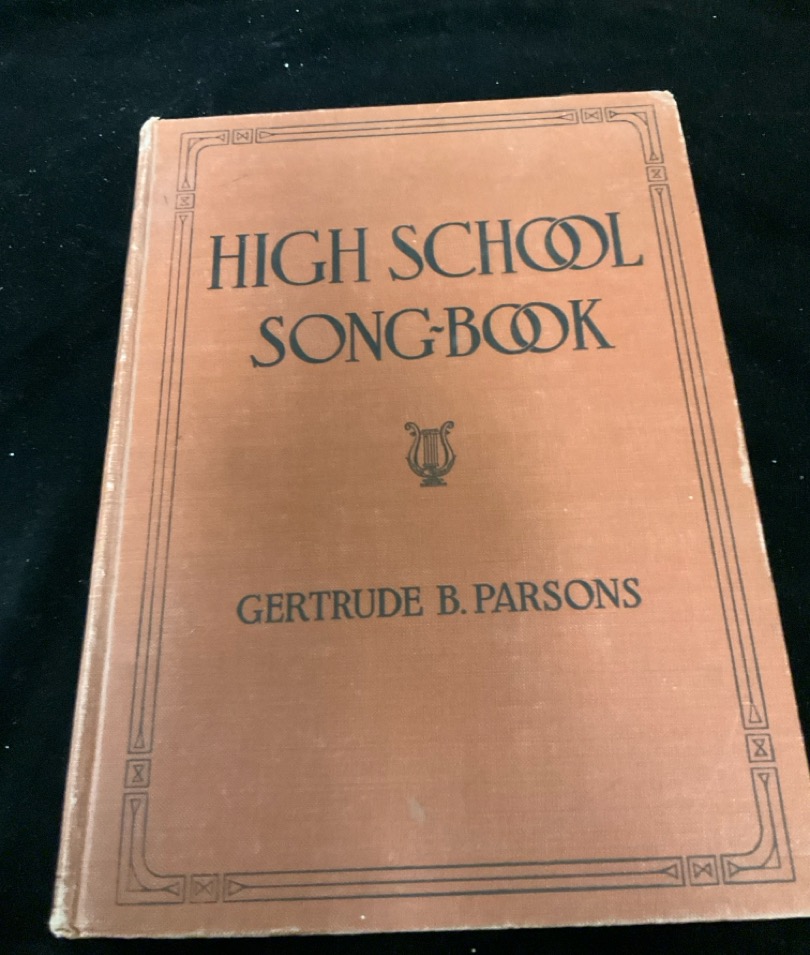 HIGH SCHOOL
SONG-BOOK
GERTRUDE B. PARSONS